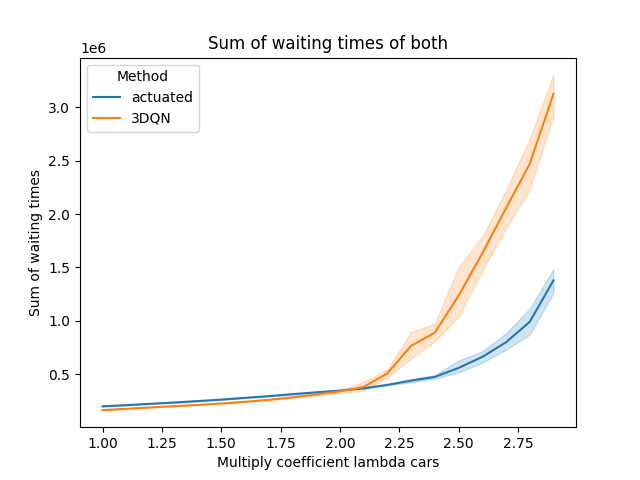 Sum of waiting times of both
1e6
Method
actuated
3DQN
3.0
2.5
2.0
1.5
1.0
0.5
Sum of waiting times
1.00 1.25 1.50 1.75 2.00 2.25 2.50 2.75
Multiply coefficient lambda cars